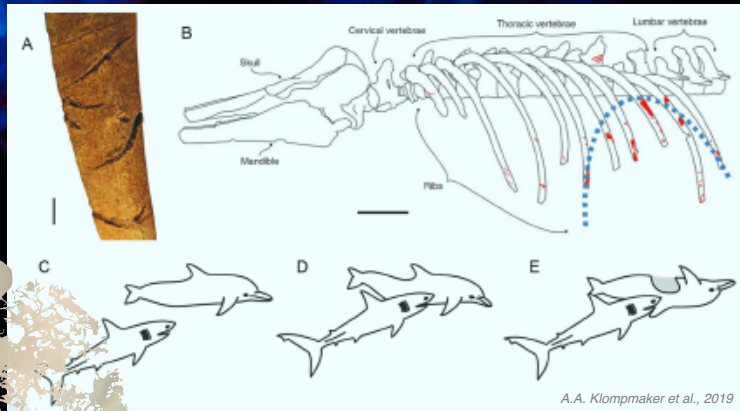 A
B
Skull
Cervical vertebrae
Thoracic vertebrae
Lumbar vertebrae
Mandible
Ribs
C
D
E
A.A. Klompmaker et al., 2019